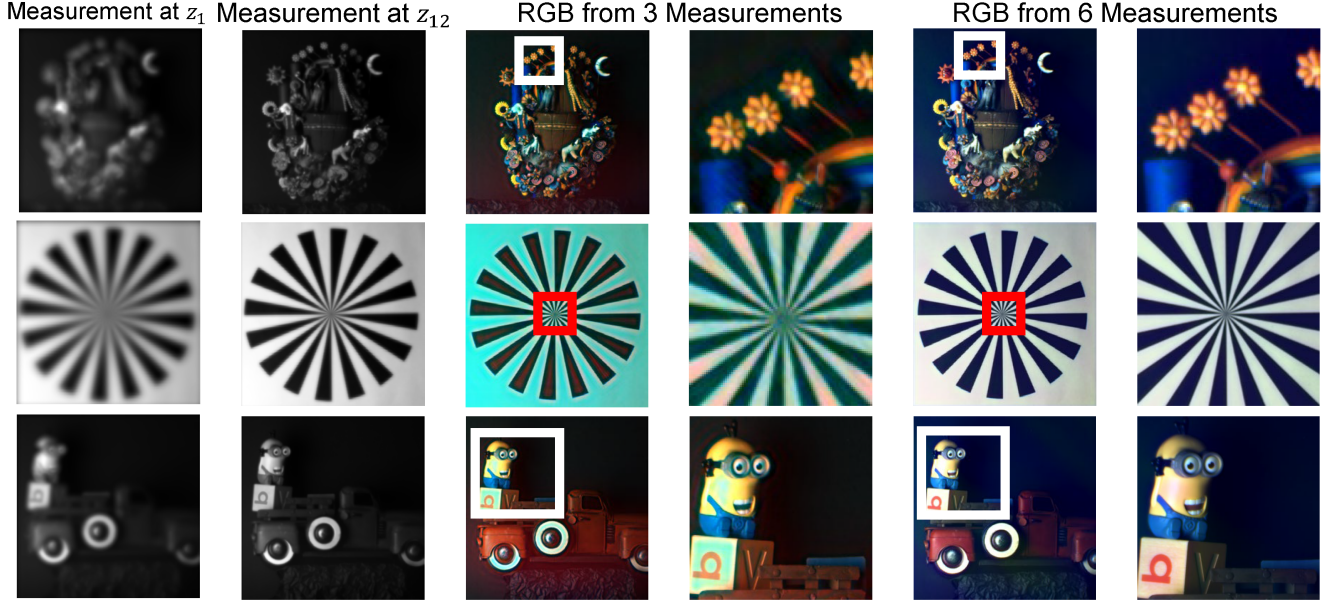 Measurement at z₁ Measurement at z₁₂ RGB from 3 Measurements RGB from 6 Measurements
b
b
b V
b V
b V
b V